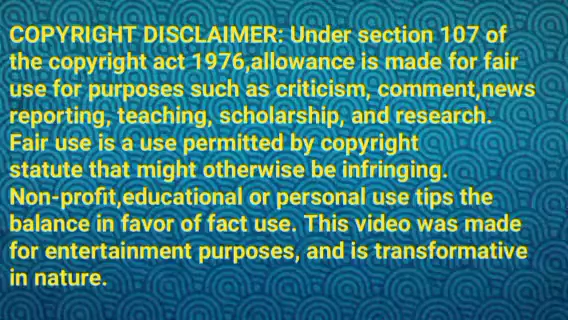 COPYRIGHT DISCLAIMER: Under section 107 of
the copyright act 1976,allowance is made for fair
use for purposes such as criticism, comment,news
reporting, teaching, scholarship, and research.
Fair use is a use permitted by copyright
statute that might otherwise be infringing.
Non-profit,educational or personal use tips the
balance in favor of fact use. This video was made
for entertainment purposes, and is transformative
in nature.